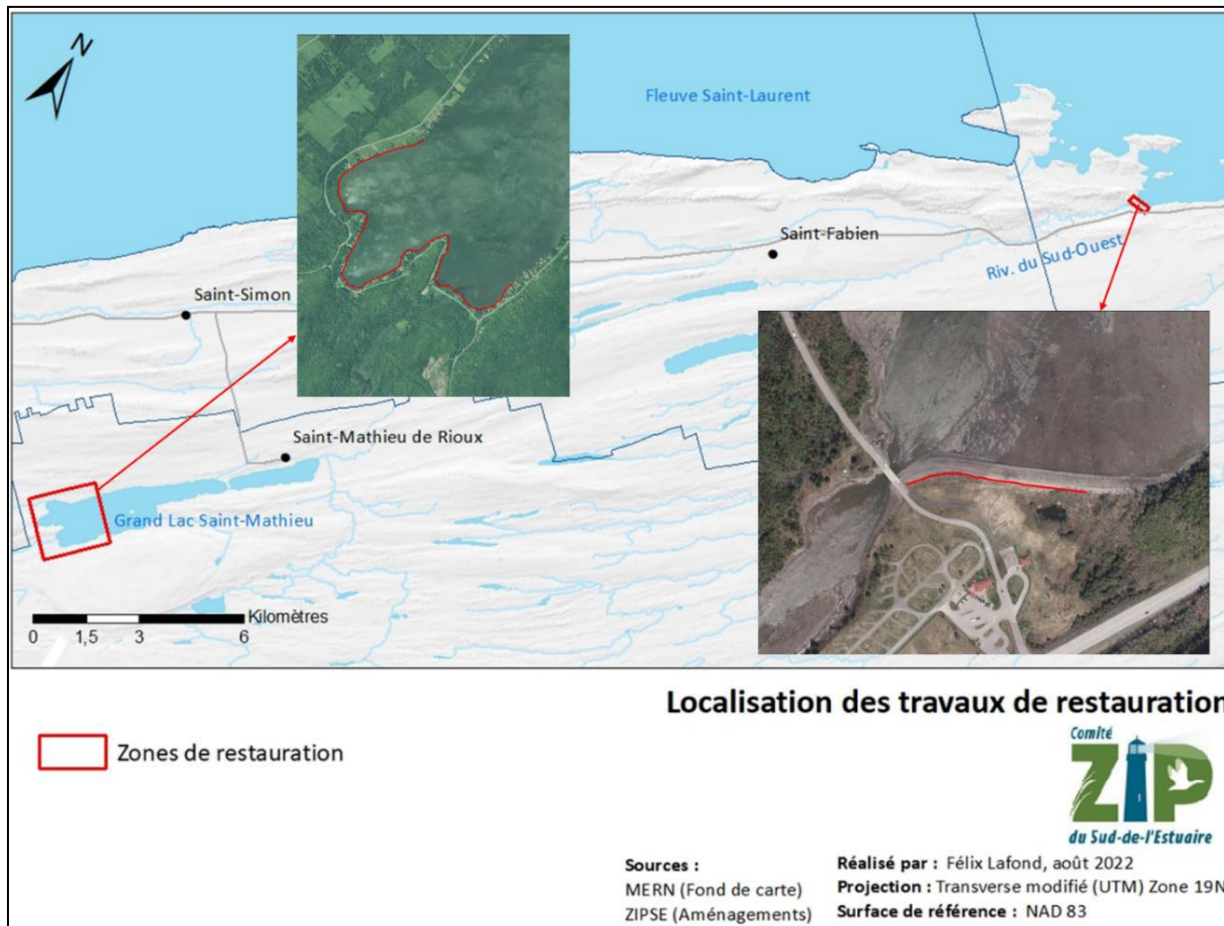 N
Fleuve Saint-Laurent
Saint-Fabien
Riv. du Sud-Ouest
Saint-Simon
Saint-Mathieu de Rioux
Grand Lac Saint-Mathieu
Kilomètres
0 1,5 3 6
Localisation des travaux de restauration
Zones de restauration
Comité
ZIP
du Sud-de-l'Estuaire
Sources :
MERN (Fond de carte)
ZIPSE (Aménagements)
Réalisé par : Félix Lafond, août 2022
Projection : Transverse modifié (UTM) Zone 19N
Surface de référence : NAD 83